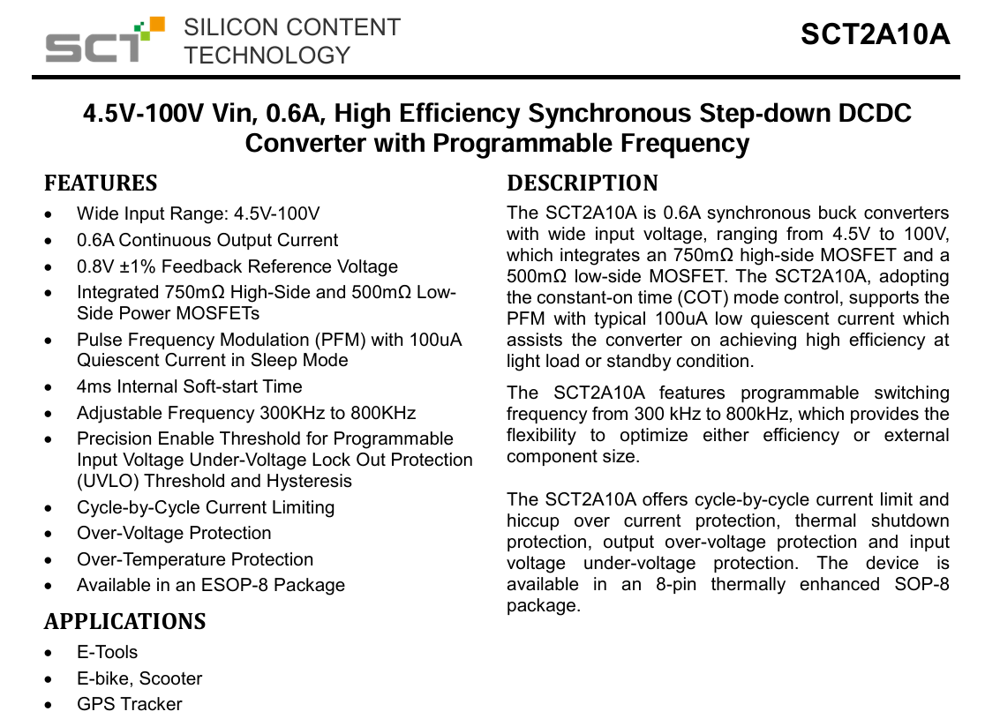 SCT
SILICON CONTENT
TECHNOLOGY
SCT2A10A
4.5V-100V Vin, 0.6A, High Efficiency Synchronous Step-down DCDC
Converter with Programmable Frequency
FEATURES
• Wide Input Range: 4.5V-100V
• 0.6A Continuous Output Current
• 0.8V ±1% Feedback Reference Voltage
• Integrated 750mΩ High-Side and 500mΩ Low-
Side Power MOSFETs
• Pulse Frequency Modulation (PFM) with 100uA
Quiescent Current in Sleep Mode
• 4ms Internal Soft-start Time
• Adjustable Frequency 300KHz to 800KHz
• Precision Enable Threshold for Programmable
Input Voltage Under-Voltage Lock Out Protection
(UVLO) Threshold and Hysteresis
• Cycle-by-Cycle Current Limiting
• Over-Voltage Protection
• Over-Temperature Protection
• Available in an ESOP-8 Package
APPLICATIONS
• E-Tools
• E-bike, Scooter
• GPS Tracker
DESCRIPTION
The SCT2A10A is 0.6A synchronous buck converters
with wide input voltage, ranging from 4.5V to 100V,
which integrates an 750mΩ high-side MOSFET and a
500mΩ low-side MOSFET. The SCT2A10A, adopting
the constant-on time (COT) mode control, supports the
PFM with typical 100uA low quiescent current which
assists the converter on achieving high efficiency at
light load or standby condition.
The SCT2A10A features programmable switching
frequency from 300 kHz to 800kHz, which provides the
flexibility to optimize either efficiency or external
component size.
The SCT2A10A offers cycle-by-cycle current limit and
hiccup over current protection, thermal shutdown
protection, output over-voltage protection and input
voltage under-voltage protection. The device is
available in an 8-pin thermally enhanced SOP-8
package.